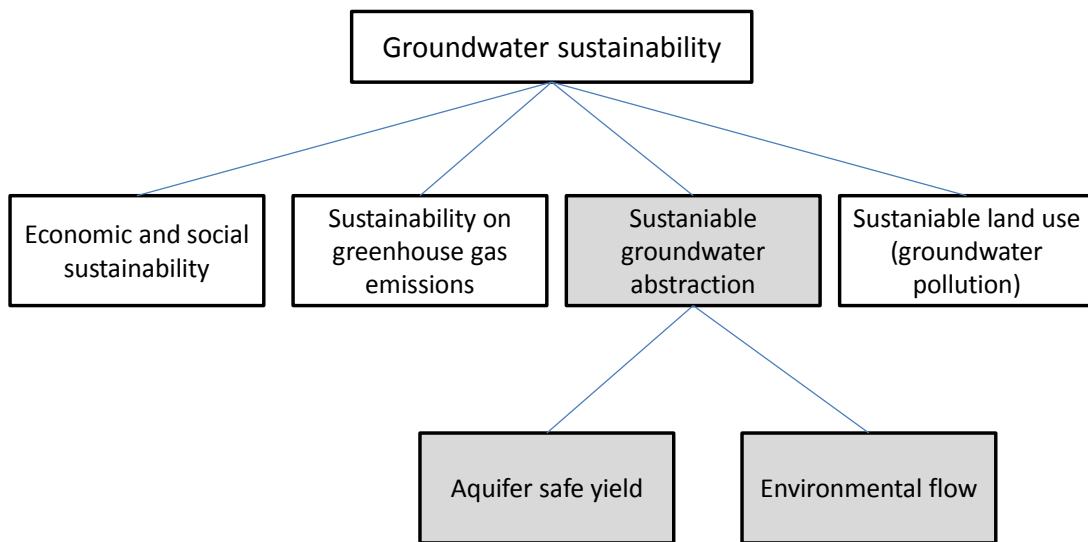 Groundwater sustainability
Economic and social
sustainability
Sustainability on
greenhouse gas
emissions
Sustaniable
groundwater
abstraction
Sustaniable land use
(groundwater
pollution)
Aquifer safe yield
Environmental flow